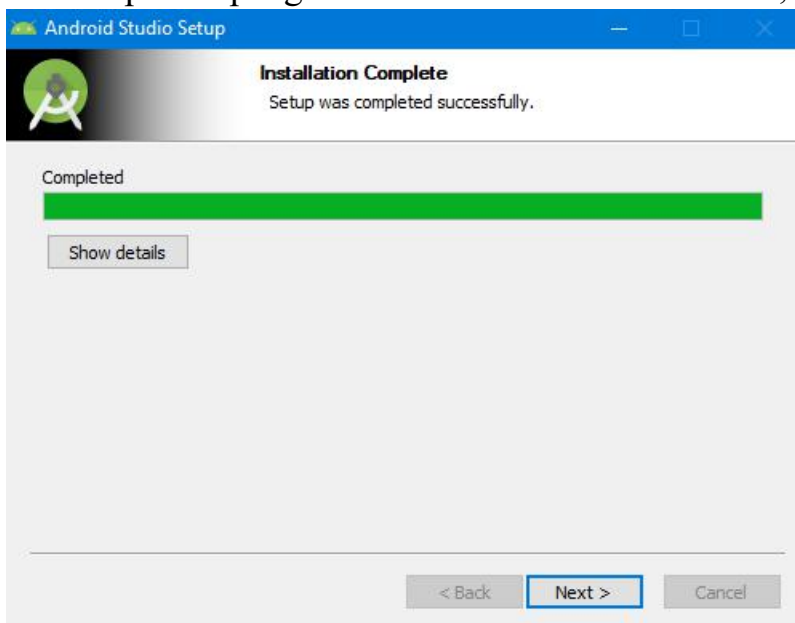 Android Studio Setup
Installation Complete
Setup was completed successfully.
Completed
Show details
< Back
Next >
Cancel